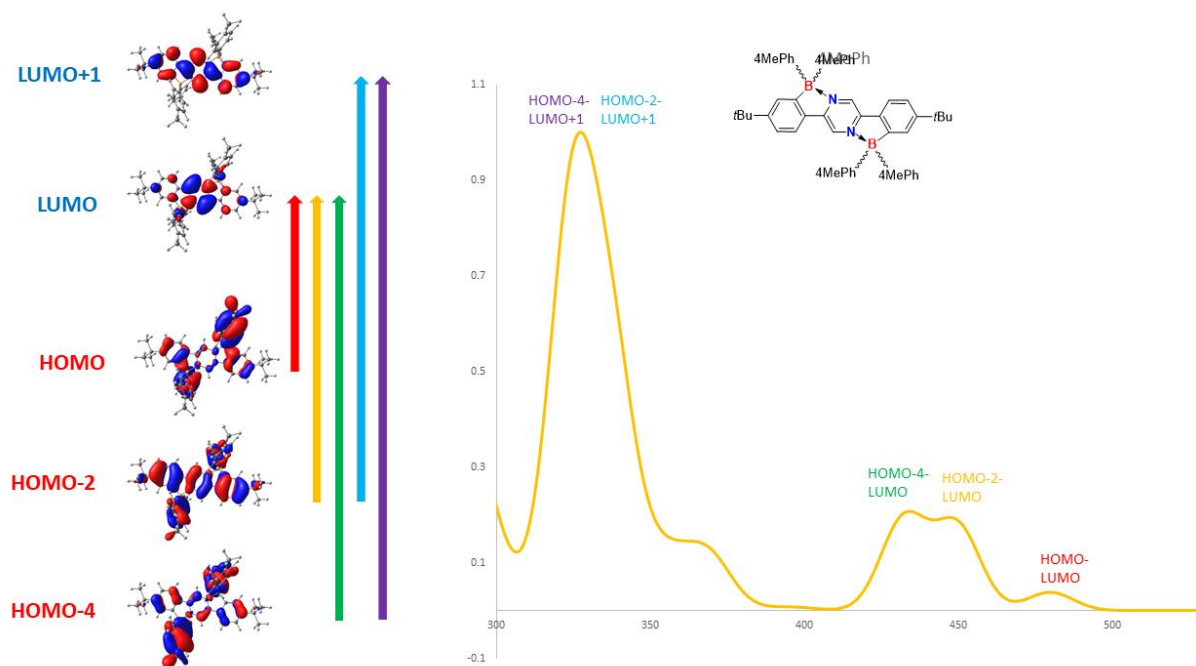 LUMO+1
LUMO
HOMO
HOMO-2
HOMO-4
1.1
0.9
0.7
0.5
0.3
0.1
-0.1
300
350
400
450
500
HOMO-4-
LUMO+1
HOMO-2-
LUMO+1
HOMO-4-
LUMO
HOMO-2-
LUMO
HOMO-
LUMO
4MePh
4MePh
4MePh
B
N
tBu
tBu
N
B
4MePh
4MePh